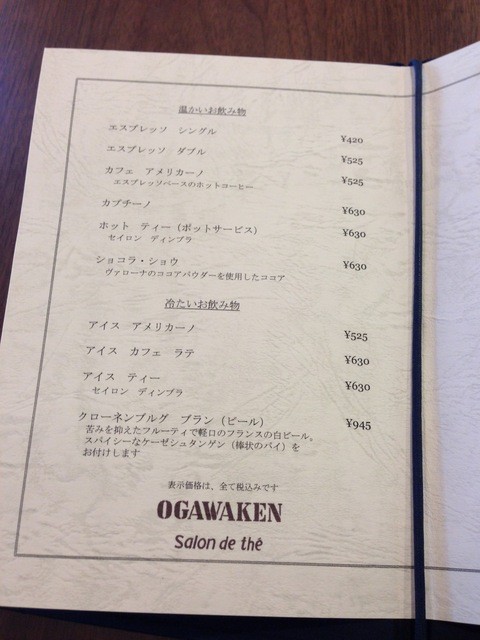 温かいお飲み物
エスプレッソ シングル ¥420
エスプレッソ ダブル ¥525
カフェ アメリカーノ ¥525
エスプレッソベースのホットコーヒー
カプチーノ ¥630
ホット ティー（ポットサービス） ¥630
セイロン ディンブラ
ショコラ・ショウ ¥630
ヴァローナのココアパウダーを使用したココア
冷たいお飲み物
アイス アメリカーノ ¥525
アイス カフェ ラテ ¥630
アイス ティー ¥630
セイロン ディンブラ
クローネンブルグ ブラン（ビール） ¥945
苦みを抑えたフルーティで軽口のフランスの白ビール。
スパイシーなケーゼシュタンゲン（棒状のパイ）を
お付けします
表示価格は、全て税込みです
OGAWAKEN
Salon de thé